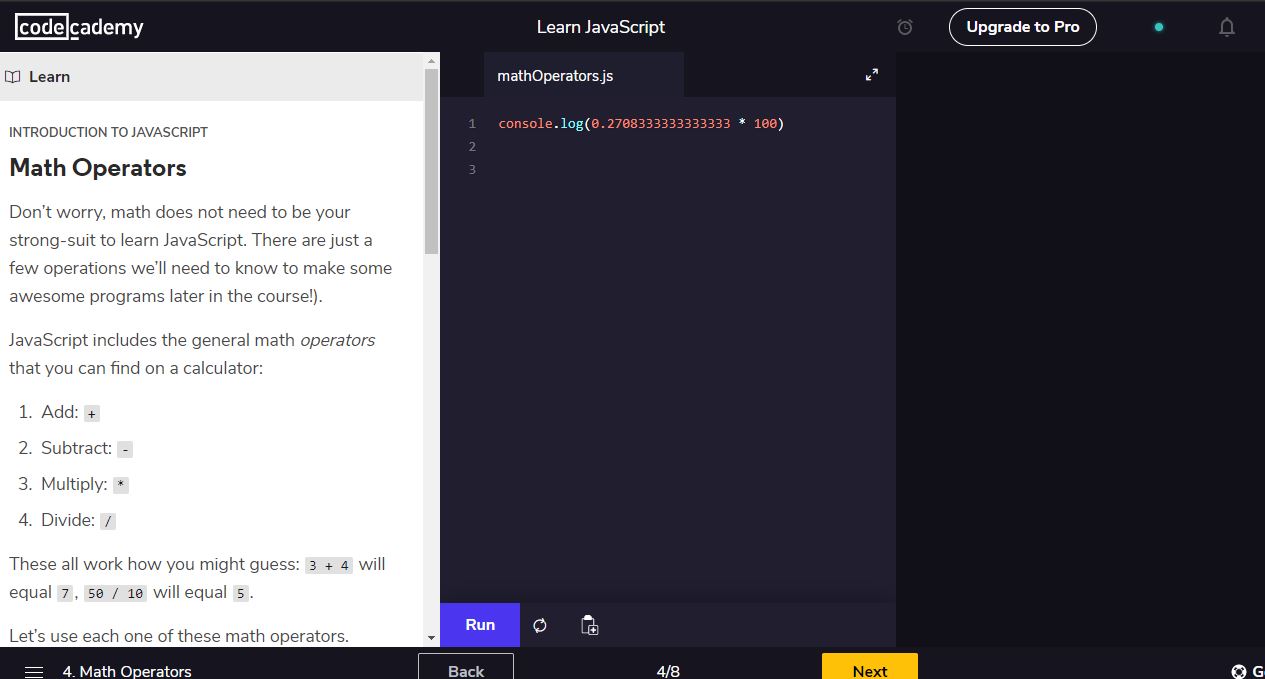 codecademy
Learn JavaScript
Upgrade to Pro
Learn
mathOperators.js
INTRODUCTION TO JAVASCRIPT
Math Operators
Don't worry, math does not need to be your
strong-suit to learn JavaScript. There are just a
few operations we'll need to know to make some
awesome programs later in the course!).
JavaScript includes the general math operators
that you can find on a calculator:
1. Add: +
2. Subtract: -
3. Multiply: *
4. Divide: /
These all work how you might guess: 3 + 4 will
equal 7, 50 / 10 will equal 5.
Let's use each one of these math operators.
1 console.log(0.2708333333333333 * 100)
2
3
Run
4. Math Operators
Back
4/8
Next
G